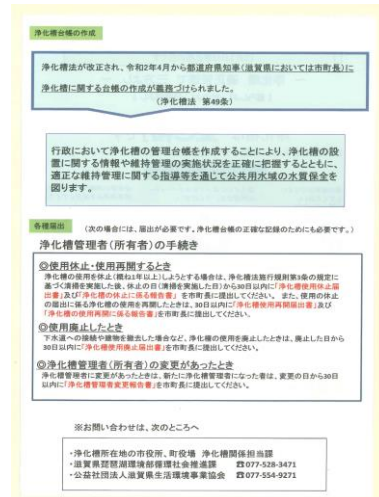 浄化槽台帳の作成
浄化槽法が改正され、令和2年4月から都道府県知事（滋賀県においては市町長）に
浄化槽に関する台帳の作成が義務づけられました。
（浄化槽法 第49条）
行政において浄化槽の管理台帳を作成することにより、浄化槽の設
置に関する情報や維持管理の実施状況を正確に把握するとともに、
適正な維持管理に関する指導等を通じて公共用水域の水質保全を
図ります。
各種届出 （次の場合には、届出が必要です。浄化槽台帳の正確な記録のためにも必要です。）
浄化槽管理者（所有者）の手続き
◎使用休止・使用再開するとき
浄化槽の使用を休止（概ね1年以上）しようとする場合は、浄化槽法施行規則第3条の規定に
基づく清掃を実施した後、休止の日（清掃を実施した日）から30日以内に「浄化槽使用休止届
出書」及び「浄化槽の休止に係る報告書」を市町長に提出してください。また、使用の休止
の届出に係る浄化槽の使用を再開したときは、30日以内に「浄化槽使用再開届出書」及び
「浄化槽の使用再開に係る報告書」を市町長に提出してください。
◎使用廃止したとき
下水道への接続や建物を撤去した場合など、浄化槽の使用を廃止したときは、廃止した日から
30日以内に「浄化槽使用廃止届出書」を市町長に提出してください。
◎浄化槽管理者（所有者）の変更があったとき
浄化槽管理者に変更があったときは、新たに浄化槽管理者になった者は、変更の日から30日
以内に「浄化槽管理者変更報告書」を市町長に提出してください。
※お問い合わせは、次のところへ
・浄化槽所在地の市役所、町役場 浄化槽関係担当課
・滋賀県琵琶湖環境部循環社会推進課 ☎077-528-3471
・公益社団法人滋賀県生活環境事業協会 ☎077-554-9271